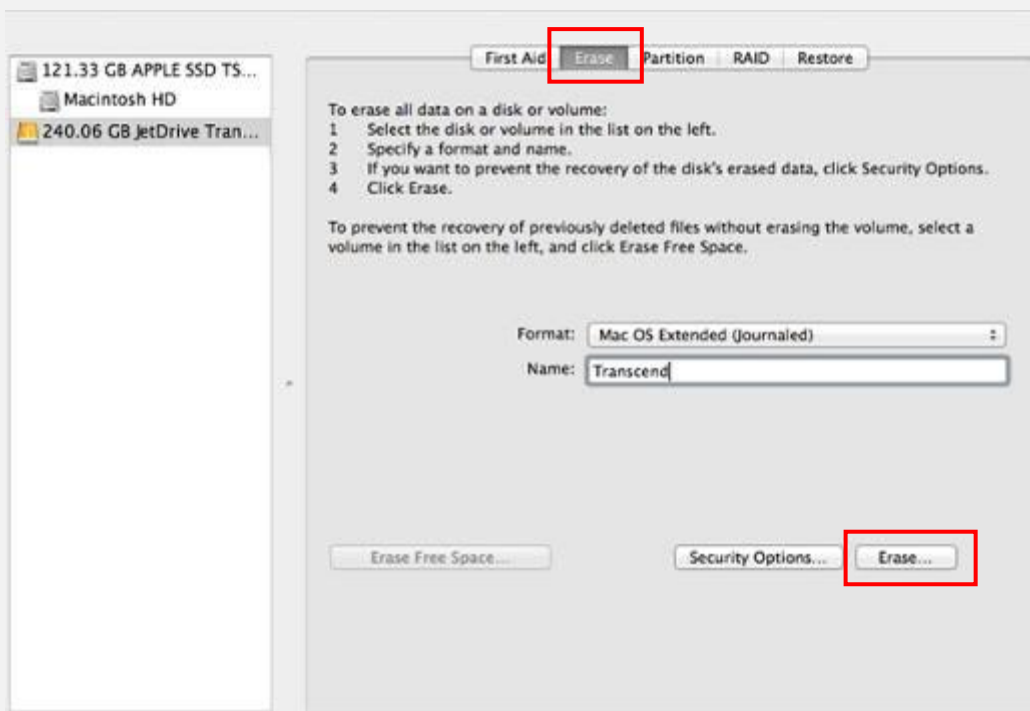 121.33 GB APPLE SSD TS...
Macintosh HD
240.06 GB JetDrive Tran...
First Aid Erase Partition RAID Restore
To erase all data on a disk or volume:
1 Select the disk or volume in the list on the left.
2 Specify a format and name.
3 If you want to prevent the recovery of the disk's erased data, click Security Options.
4 Click Erase.
To prevent the recovery of previously deleted files without erasing the volume, select a
volume in the list on the left, and click Erase Free Space.
Format: Mac OS Extended (Journaled)
Name: Transcend
Erase Free Space... Security Options... Erase...